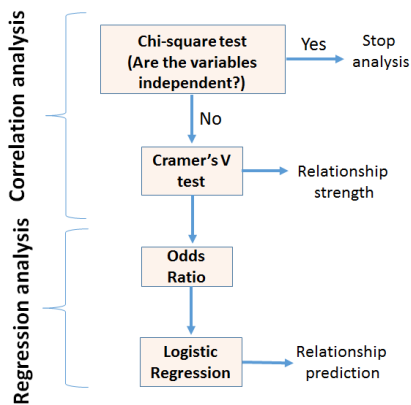 Correlation analysis
Chi-square test
(Are the variables
independent?)
Yes
Stop
analysis
No
Cramer's V
test
Relationship
strength
Regression analysis
Odds
Ratio
Logistic
Regression
Relationship
prediction